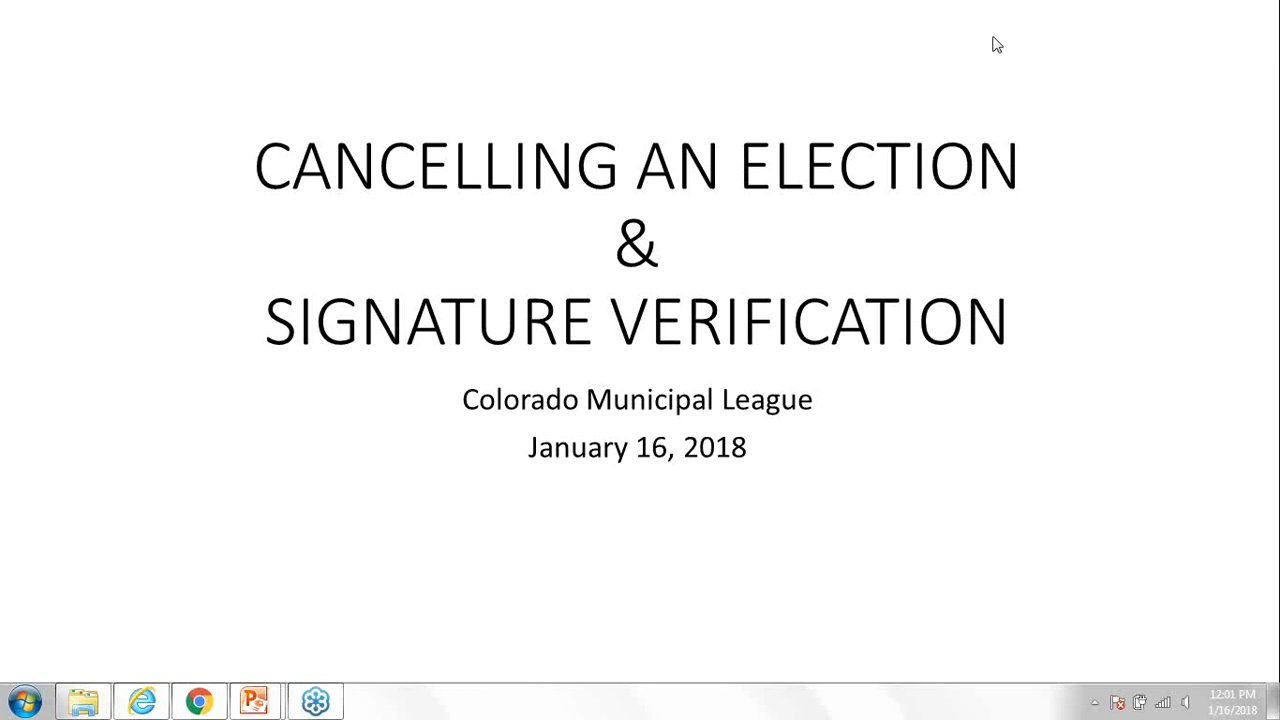 CANCELLING AN ELECTION
&
SIGNATURE VERIFICATION
Colorado Municipal League
January 16, 2018
12:01 PM
1/16/2018